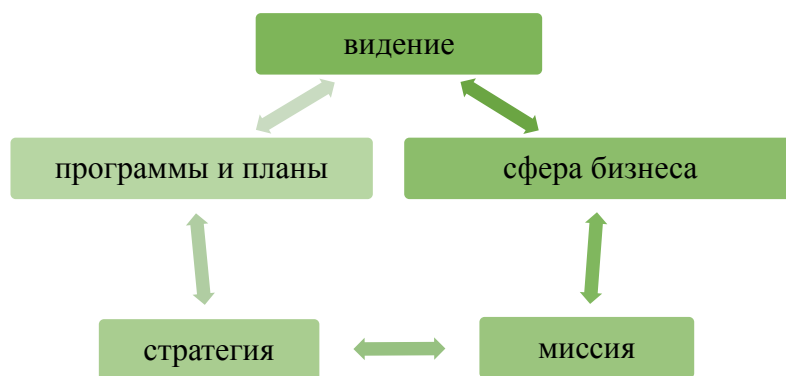 видение
программы и планы
сфера бизнеса
стратегия
миссия